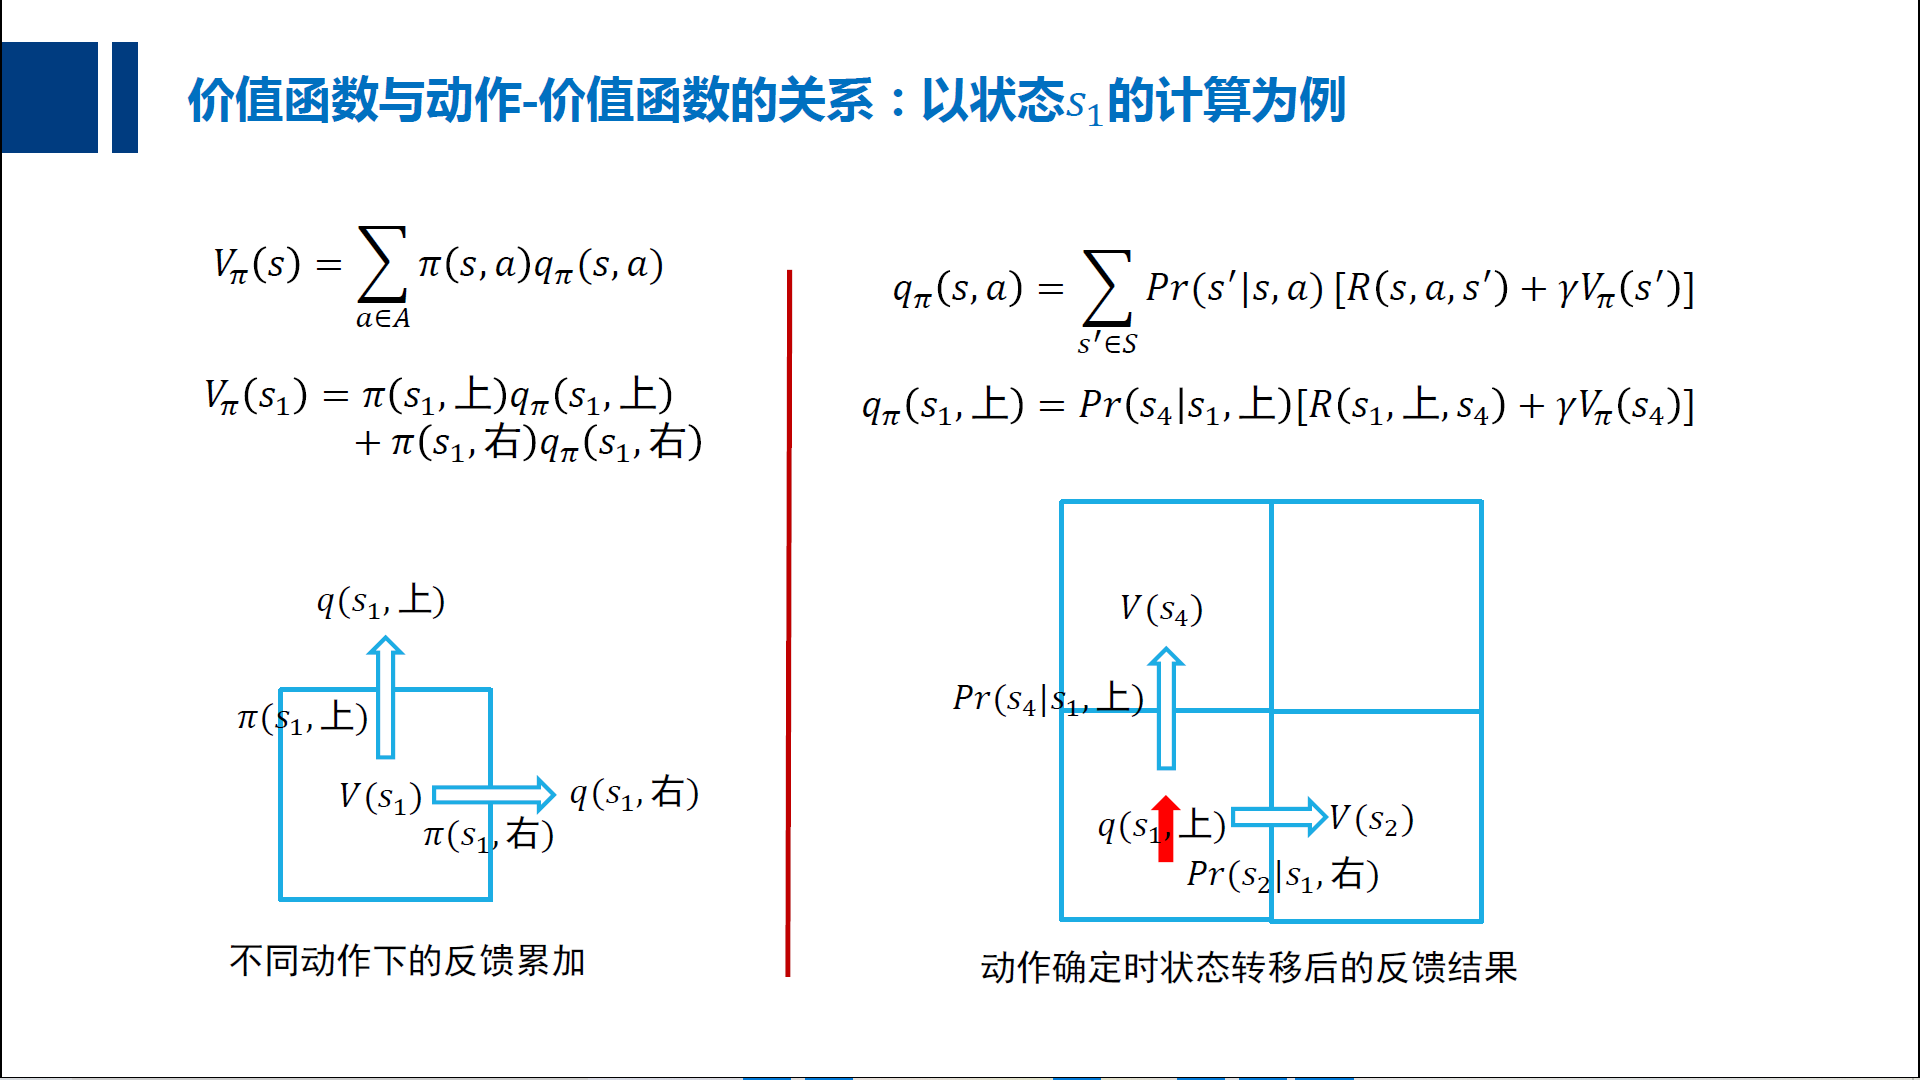 价值函数与动作-价值函数的关系：以状态s₁的计算为例
V_π(s) = ∑_{a∈A} π(s, a)q_π(s, a)
V_π(s₁) = π(s₁, 上)q_π(s₁, 上)
+ π(s₁, 右)q_π(s₁, 右)
q(s₁, 上)
π(s₁, 上)
V(s₁)
q(s₁, 右)
π(s₁, 右)
不同动作下的反馈累加
q_π(s, a) = ∑_{s′∈S} Pr(s′|s, a) [R(s, a, s′) + γV_π(s′)]
q_π(s₁, 上) = Pr(s₄|s₁, 上)[R(s₁, 上, s₄) + γV_π(s₄)]
V(s₄)
Pr(s₄|s₁, 上)
q(s₁, 上)
V(s₂)
Pr(s₂|s₁, 右)
动作确定时状态转移后的反馈结果